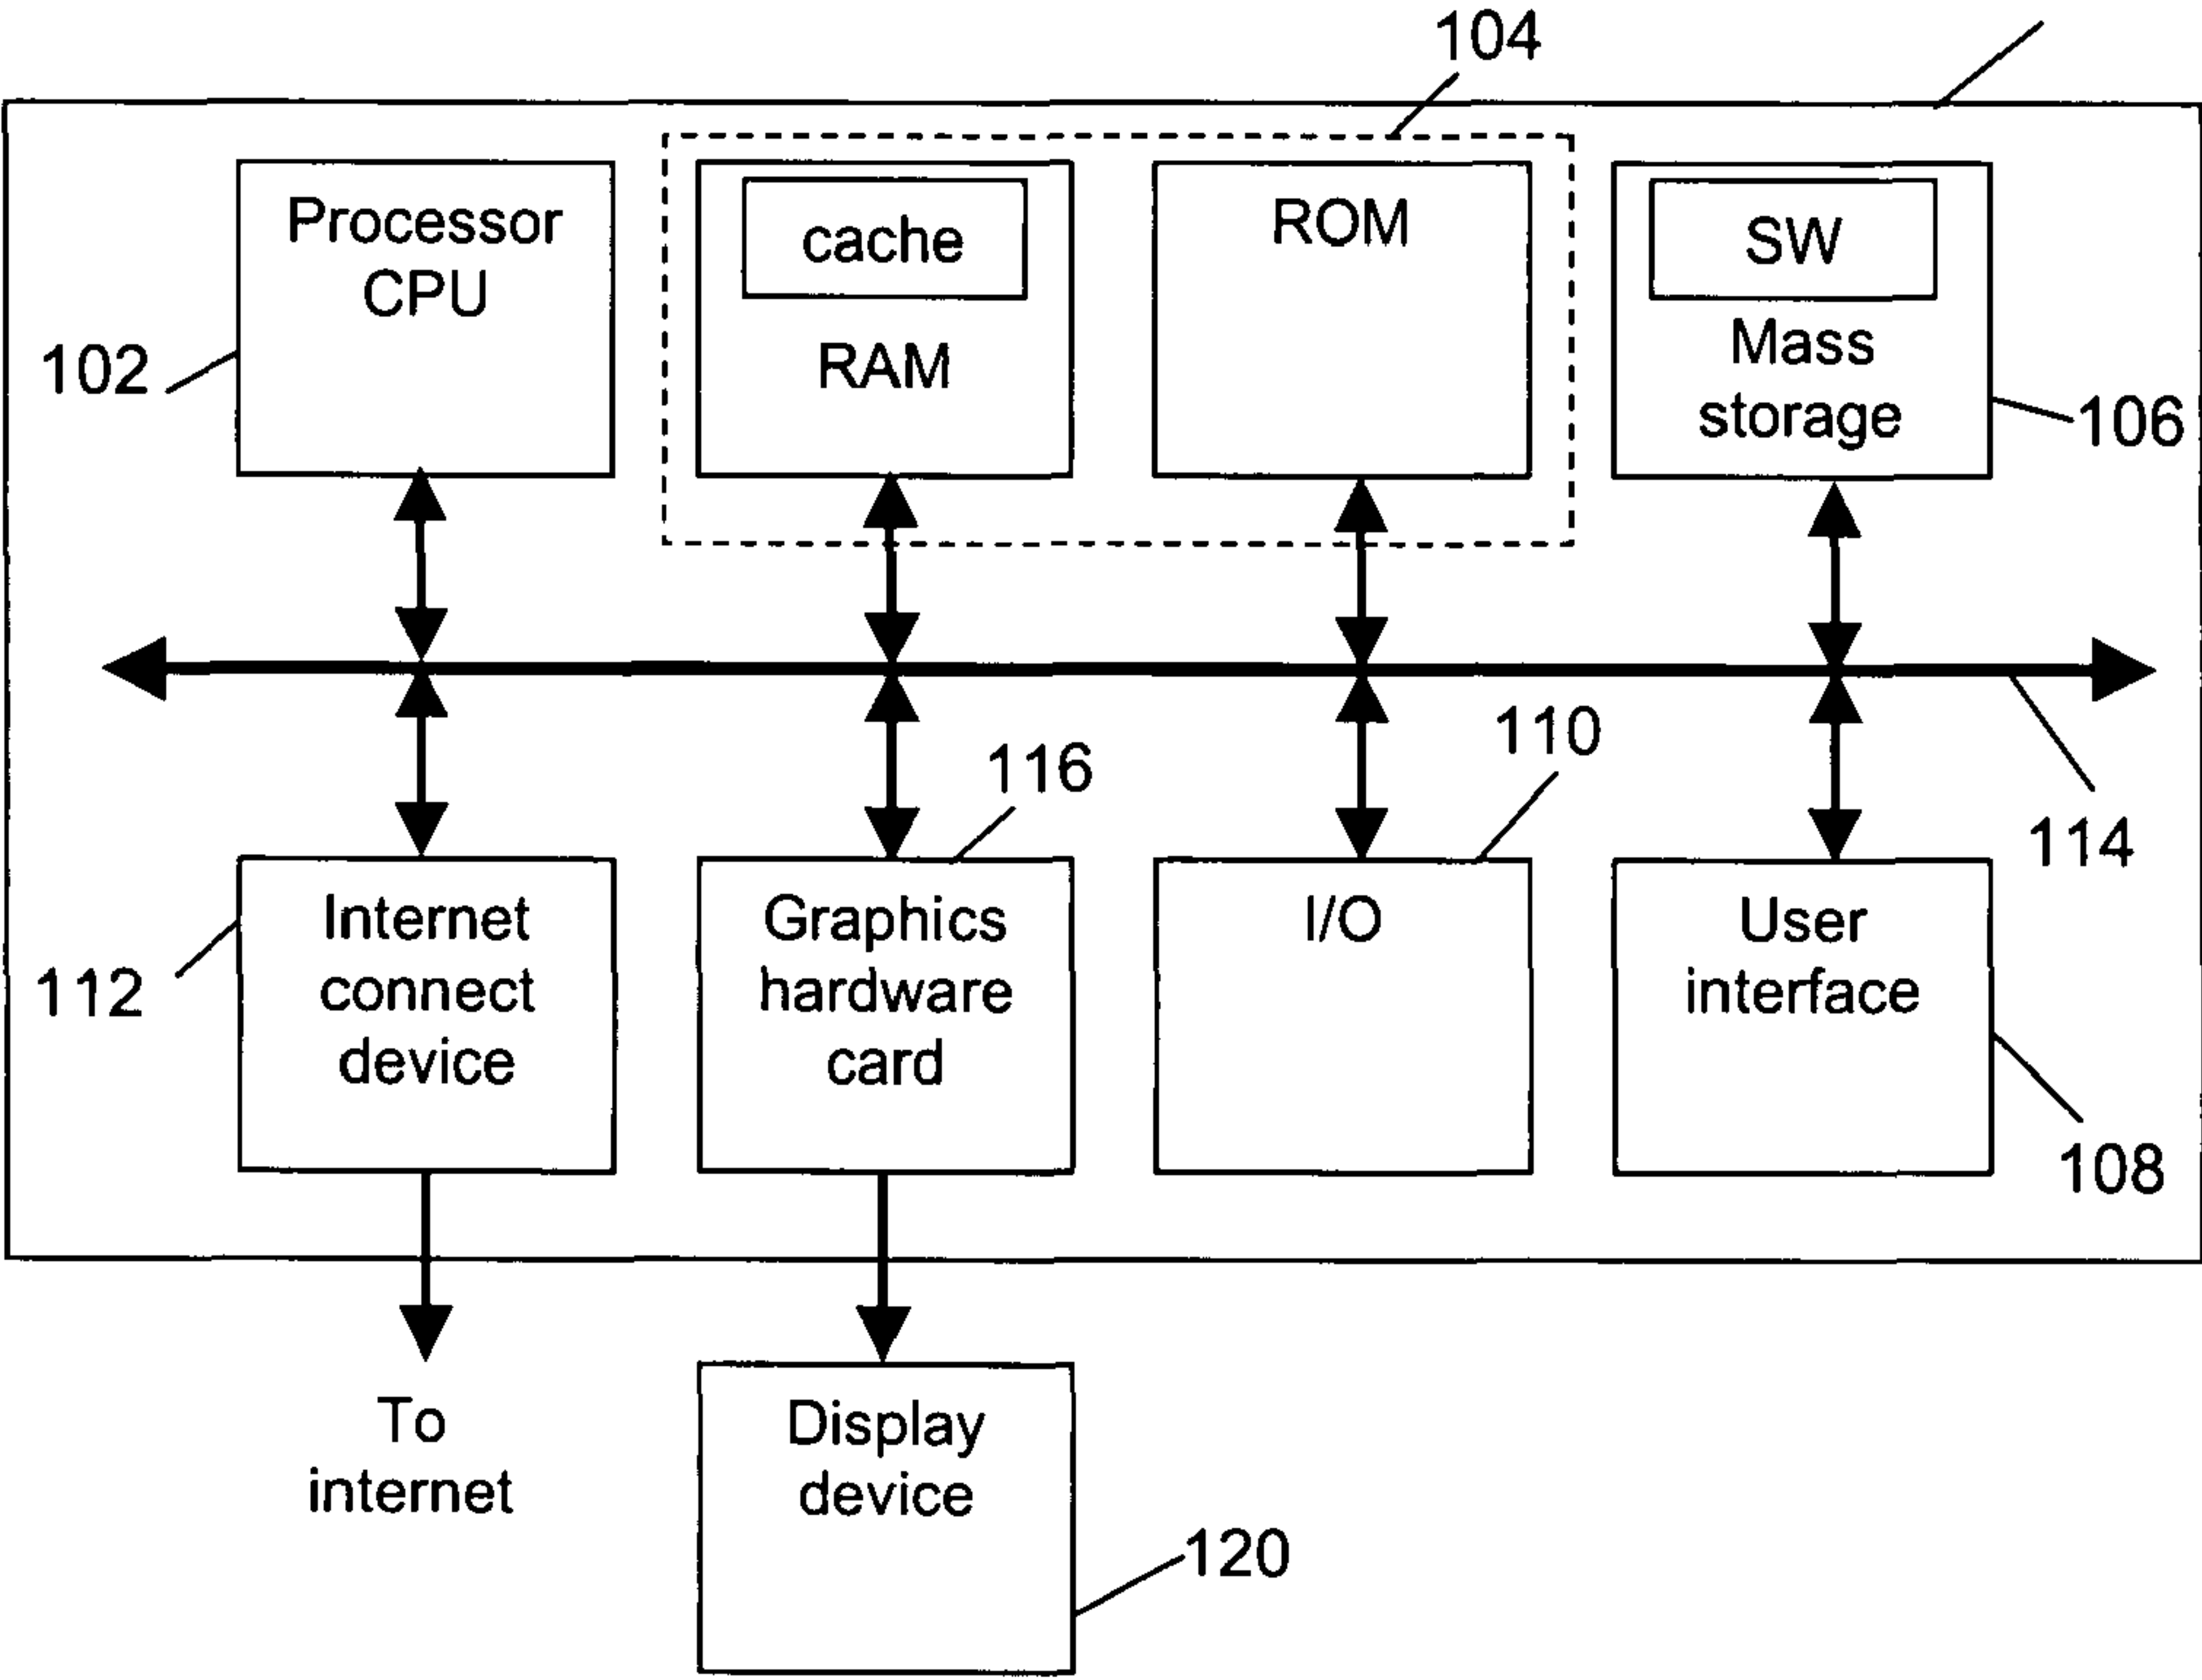 104
Processor
CPU
cache
RAM
ROM
SW
Mass
storage
102
106
116
110
114
Internet
connect
device
Graphics
hardware
card
I/O
User
interface
112
108
To
internet
Display
device
120